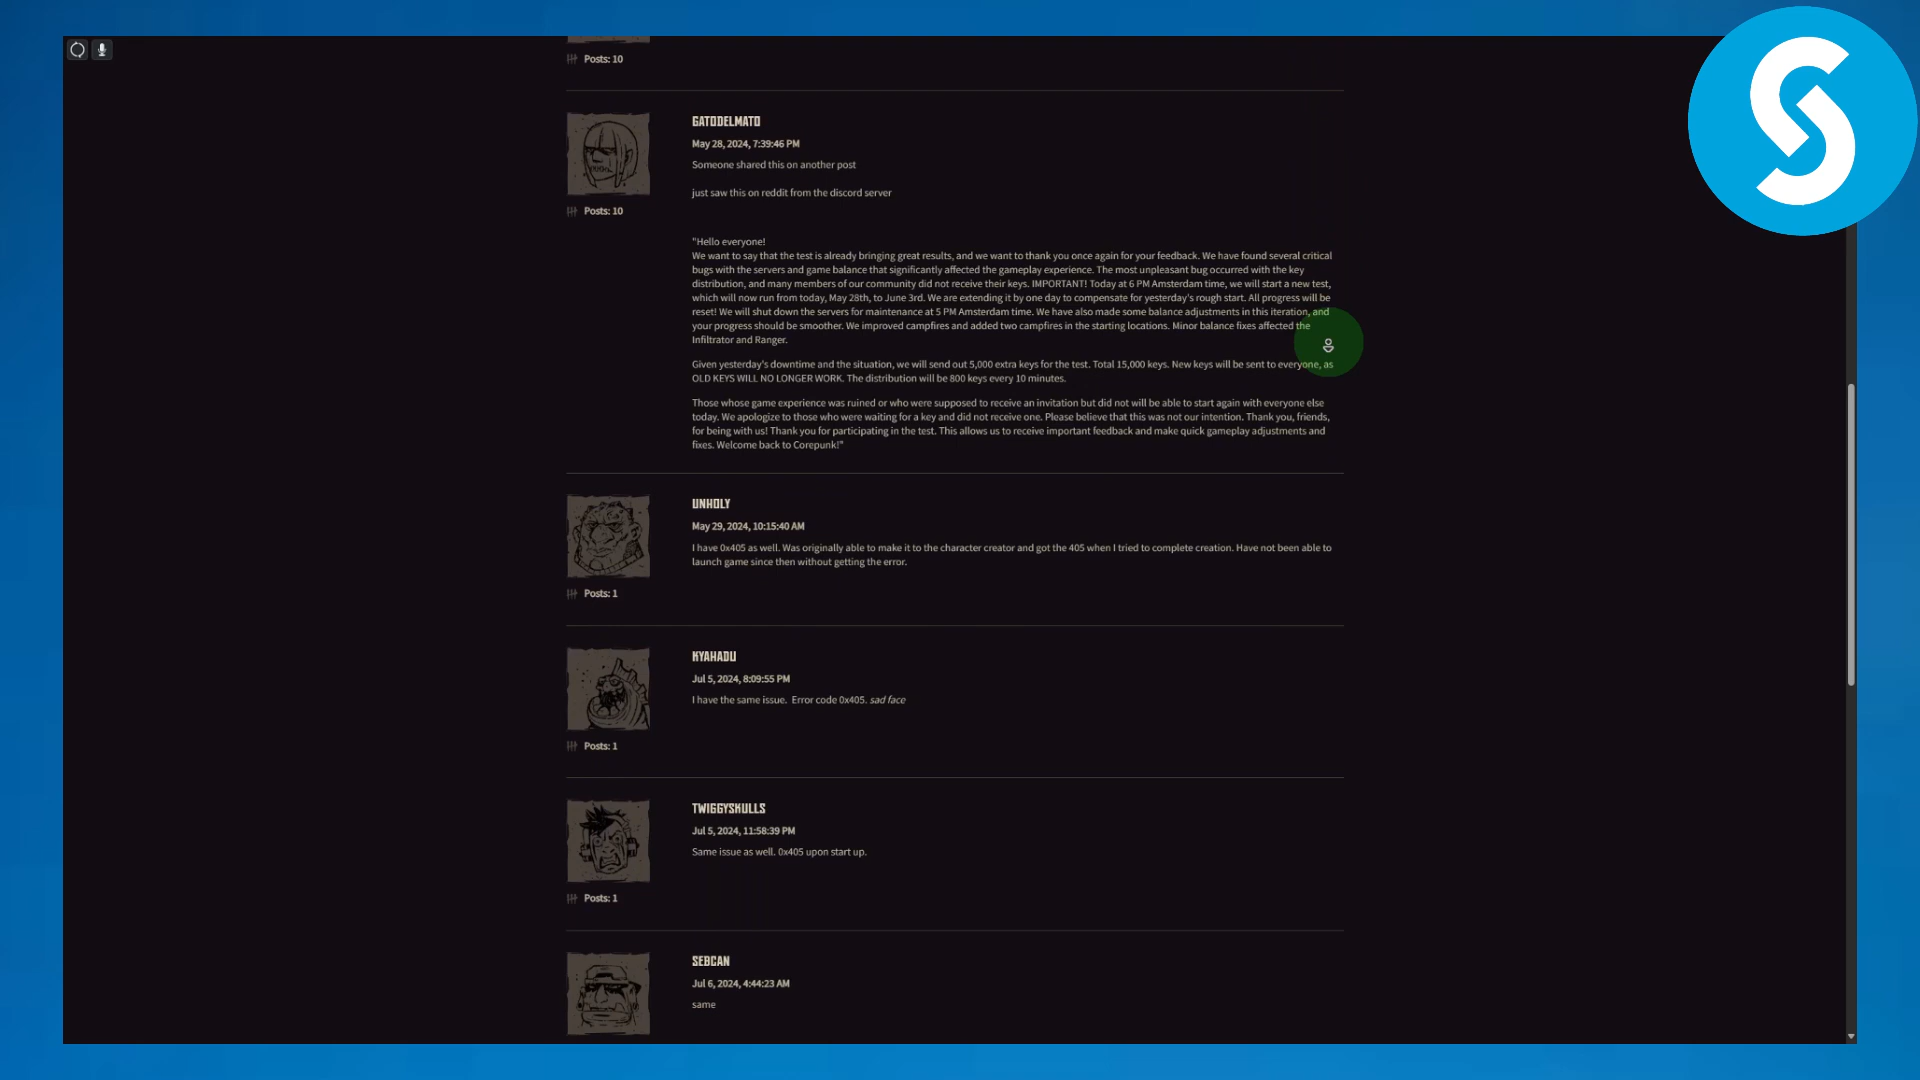 Posts: 10
GATODELMATO
May 28, 2024, 7:39:46 PM
Someone shared this on another post
just saw this on reddit from the discord server
Posts: 10
"Hello everyone!
We want to say that the test is already bringing great results, and we want to thank you once again for your feedback. We have found several critical
bugs with the servers and game balance that significantly affected the gameplay experience. The most unpleasant bug occurred with the key
distribution, and many members of our community did not receive their keys. IMPORTANT! Today at 6 PM Amsterdam time, we will start a new test,
which will now run from today, May 28th, to June 3rd. We are extending it by one day to compensate for yesterday's rough start. All progress will be
reset! We will shut down the servers for maintenance at 5 PM Amsterdam time. We have also made some balance adjustments in this iteration, and
your progress should be smoother. We improved campfires and added two campfires in the starting locations. Minor balance fixes affected the
Infiltrator and Ranger.
Given yesterday's downtime and the situation, we will send out 5,000 extra keys for the test. Total 15,000 keys. New keys will be sent to everyone, as
OLD KEYS WILL NO LONGER WORK. The distribution will be 800 keys every 10 minutes.
Those whose game experience was ruined or who were supposed to receive an invitation but did not will be able to start again with everyone else
today. We apologize to those who were waiting for a key and did not receive one. Please believe that this was not our intention. Thank you, friends,
for being with us! Thank you for participating in the test. This allows us to receive important feedback and make quick gameplay adjustments and
fixes. Welcome back to Corepunk!"
UNHOLY
May 29, 2024, 10:15:40 AM
I have 0x405 as well. Was originally able to make it to the character creator and got the 405 when I tried to complete creation. Have not been able to
launch game since then without getting the error.
Posts: 1
KYAHADU
Jul 5, 2024, 8:09:55 PM
I have the same issue. Error code 0x405. sad face
Posts: 1
TWIGGYSKULLS
Jul 5, 2024, 11:58:39 PM
Same issue as well. 0x405 upon start up.
Posts: 1
SEBCAN
Jul 6, 2024, 4:44:23 AM
same